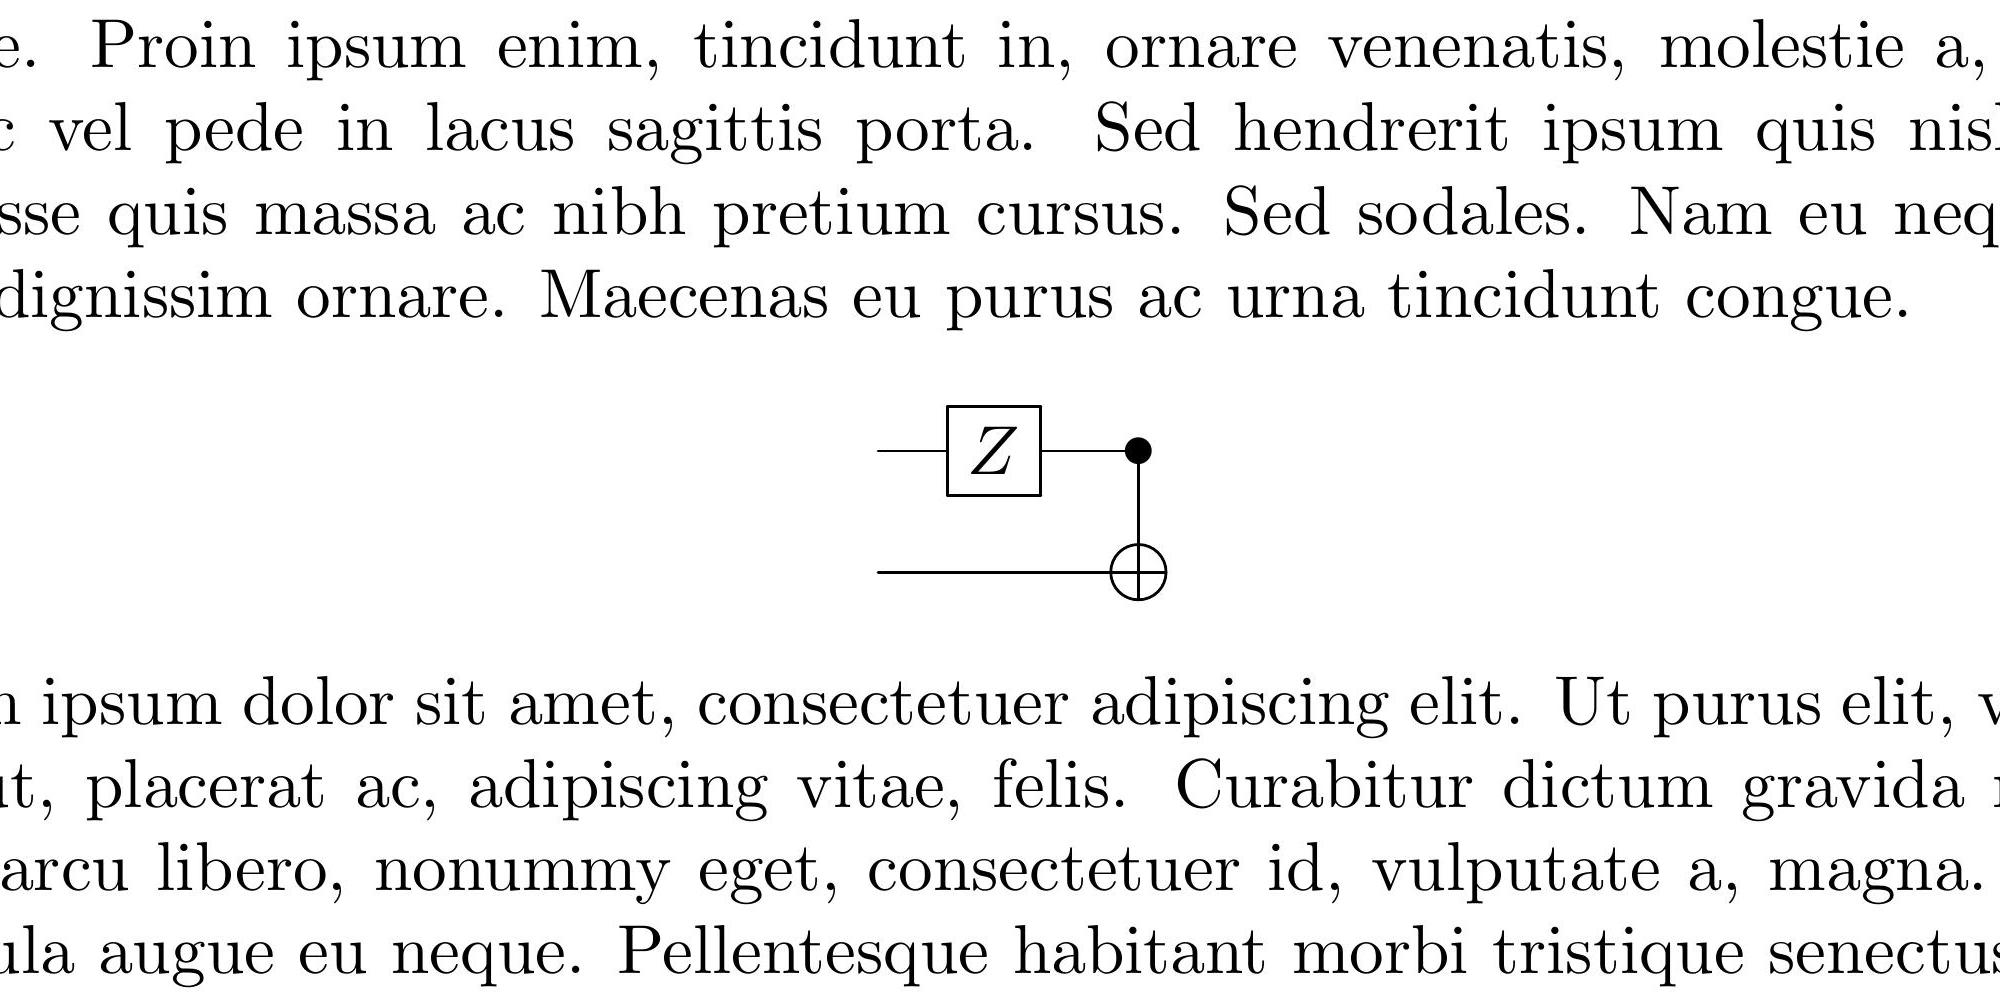 e. Proin ipsum enim, tincidunt in, ornare venenatis, molestie a,
c vel pede in lacus sagittis porta. Sed hendrerit ipsum quis nisl
sse quis massa ac nibh pretium cursus. Sed sodales. Nam eu neq
dignissim ornare. Maecenas eu purus ac urna tincidunt congue.
Z
ipsum dolor sit amet, consectetuer adipiscing elit. Ut purus elit, v
ut, placerat ac, adipiscing vitae, felis. Curabitur dictum gravida
arcu libero, nonummy eget, consectetuer id, vulputate a, magna.
ula augue eu neque. Pellentesque habitant morbi tristique senectus